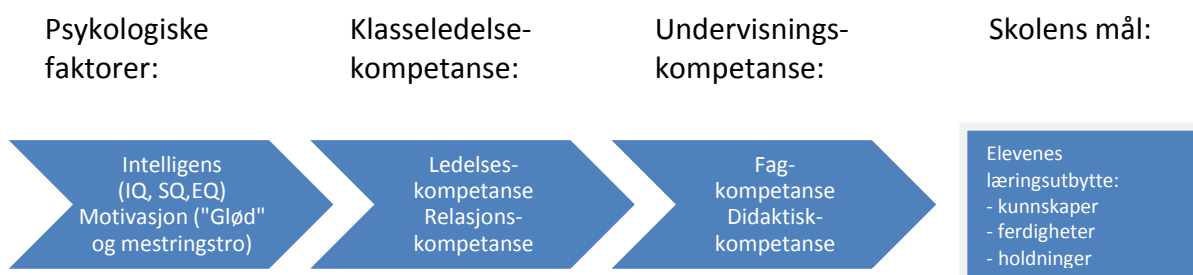 Psykologiske
faktorer:
Klasseledelse-
kompetanse:
Undervisnings-
kompetanse:
Skolens mål:
Intelligens
(IQ, SQ,EQ)
Motivasjon ("Glød"
og mestringstro)
Ledelses-
kompetanse
Relasjons-
kompetanse
Fag-
kompetanse
Didaktisk-
kompetanse
Elevenes
læringsutbytte:
- kunnskaper
- ferdigheter
- holdninger